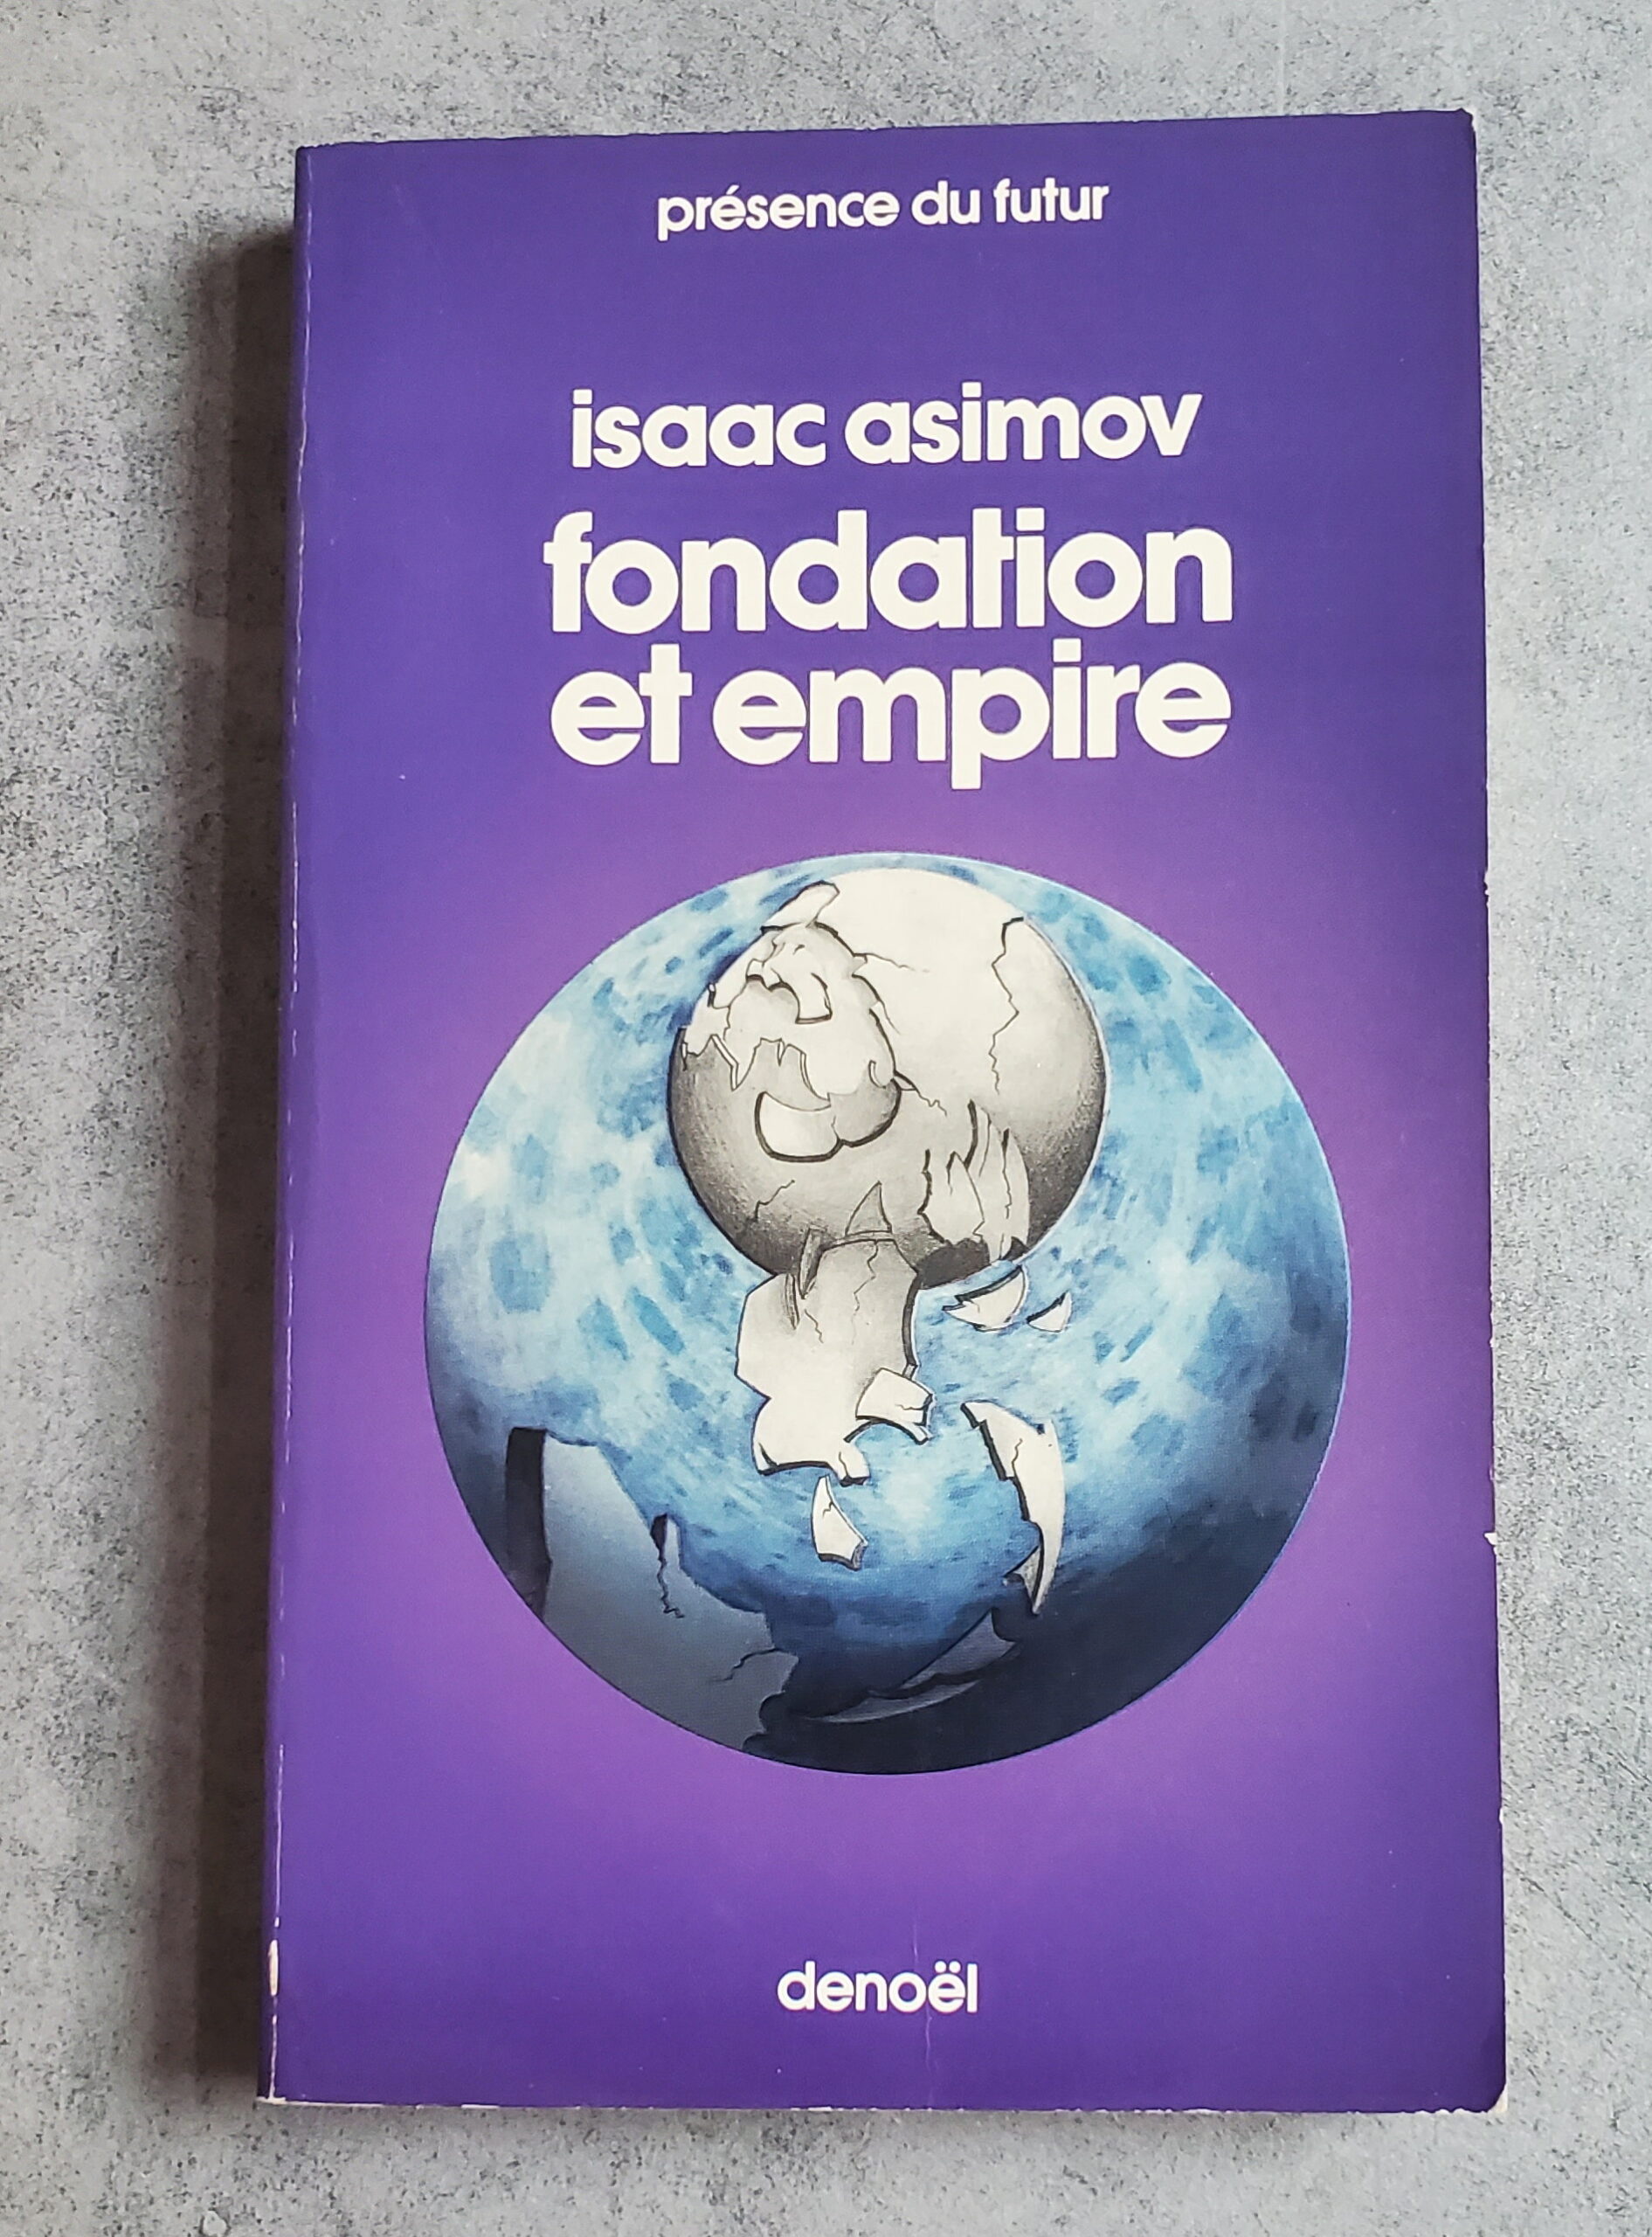 présence du futur
isaac asimov
fondation
et empire
denoël